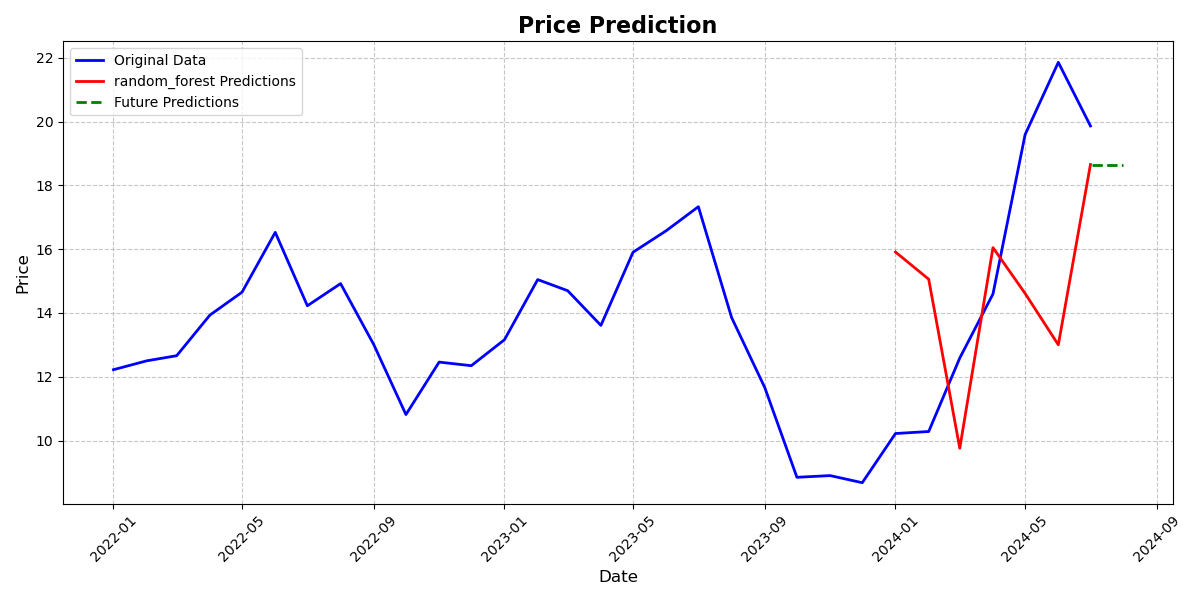 Price Prediction
Original Data
random_forest Predictions
Future Predictions
Price
22
20
18
16
14
12
10
2022-01
2022-05
2022-09
2023-01
2023-05
2023-09
2024-01
2024-05
2024-09
Date